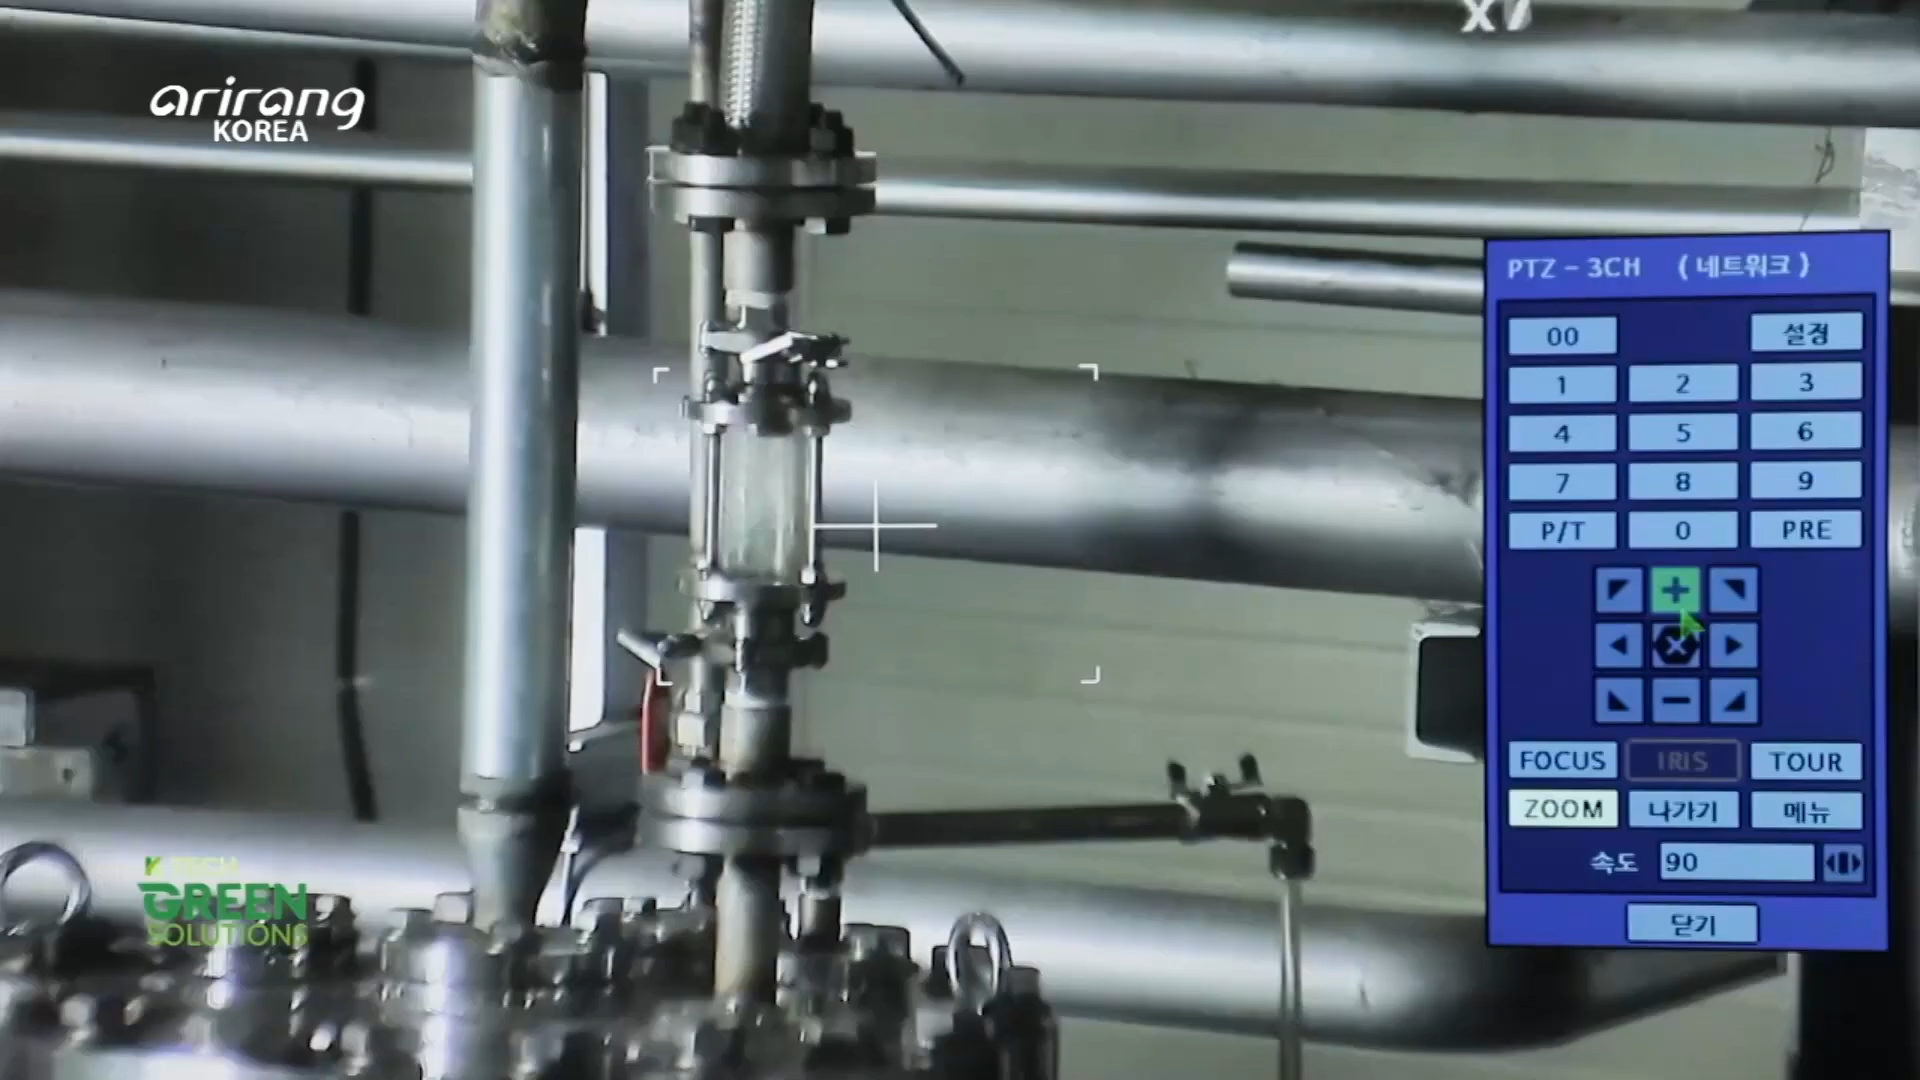 arirang
KOREA
PTZ - 3CH (네트워크)
00 설정
1 2 3
4 5 6
7 8 9
P/T 0 PRE
FOCUS IRIS TOUR
ZOOM 나가기 메뉴
속도 90
닫기
K TECH
GREEN
SOLUTIONS